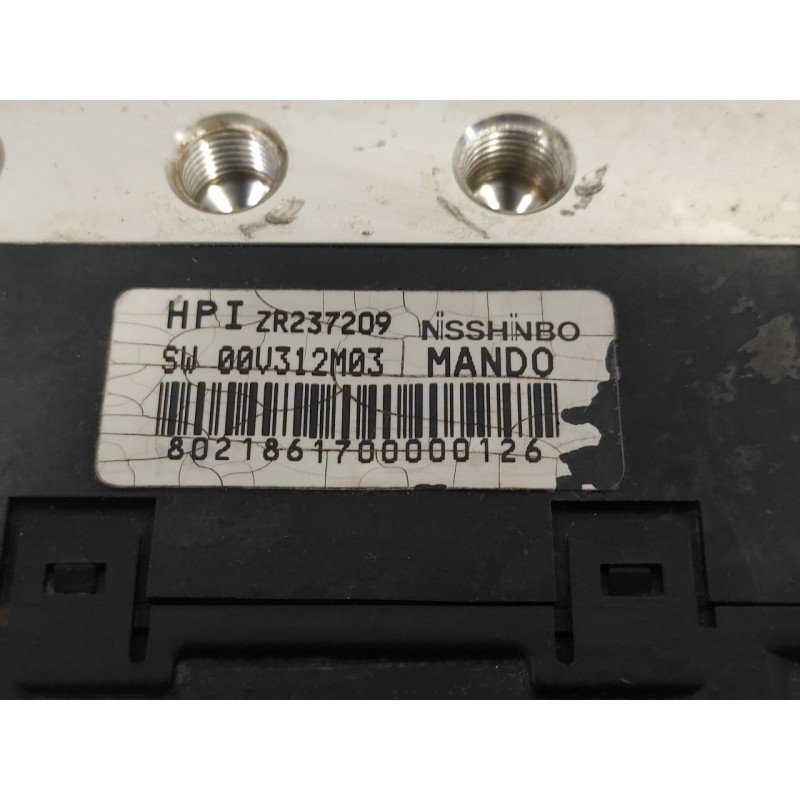 HPI ZR237209 NISSHINBO
SW 00V312M03 MANDO
8021861700000126